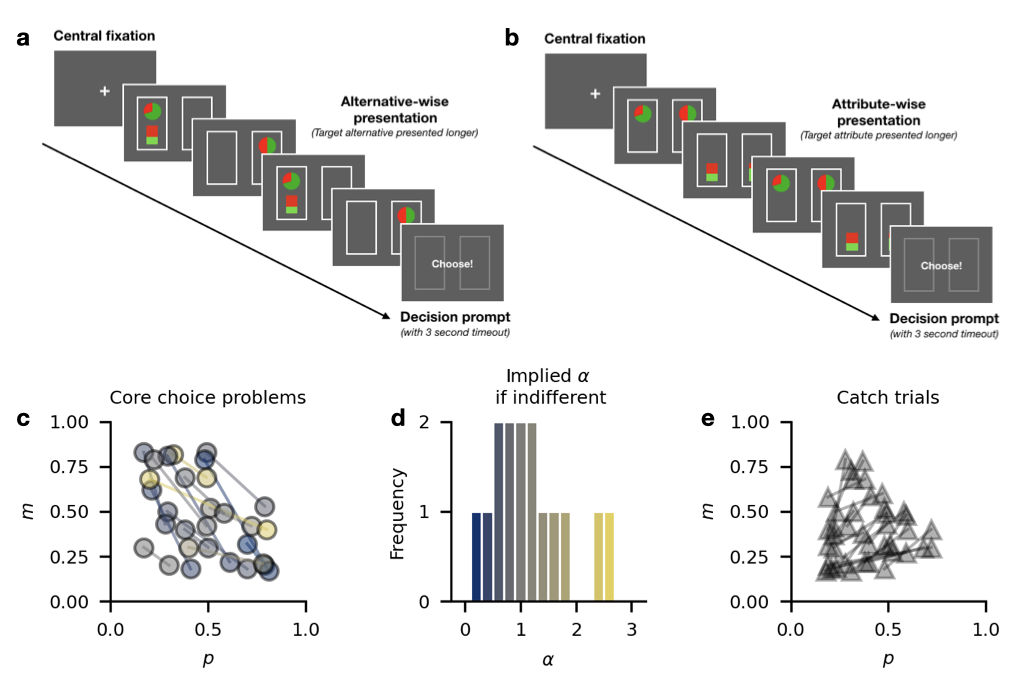 a
Central fixation
Alternative-wise
presentation
(Target alternative presented longer)
Choose!
Decision prompt
(with 3 second timeout)
b
Central fixation
Attribute-wise
presentation
(Target attribute presented longer)
Choose!
Decision prompt
(with 3 second timeout)
c
Core choice problems
1.00
0.75
0.50
0.25
0.00
m
0.0
0.5
1.0
p
d
Implied α
if indifferent
2
1
0
Frequency
0
1
2
3
α
e
Catch trials
1.00
0.75
0.50
0.25
0.00
m
0.0
0.5
1.0
p